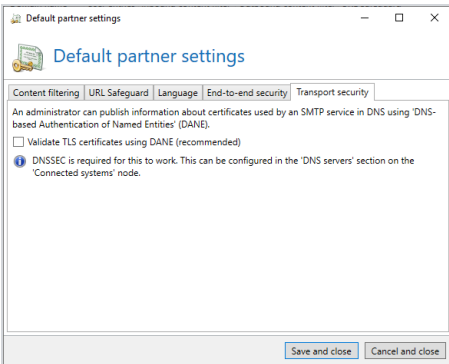 Default partner settings
Default partner settings
Content filtering URL Safeguard Language End-to-end security Transport security
An administrator can publish information about certificates used by an SMTP service in DNS using 'DNS-
based Authentication of Named Entities' (DANE).
Validate TLS certificates using DANE (recommended)
DNSSEC is required for this to work. This can be configured in the 'DNS servers' section on the
'Connected systems' node.
Save and close Cancel and close